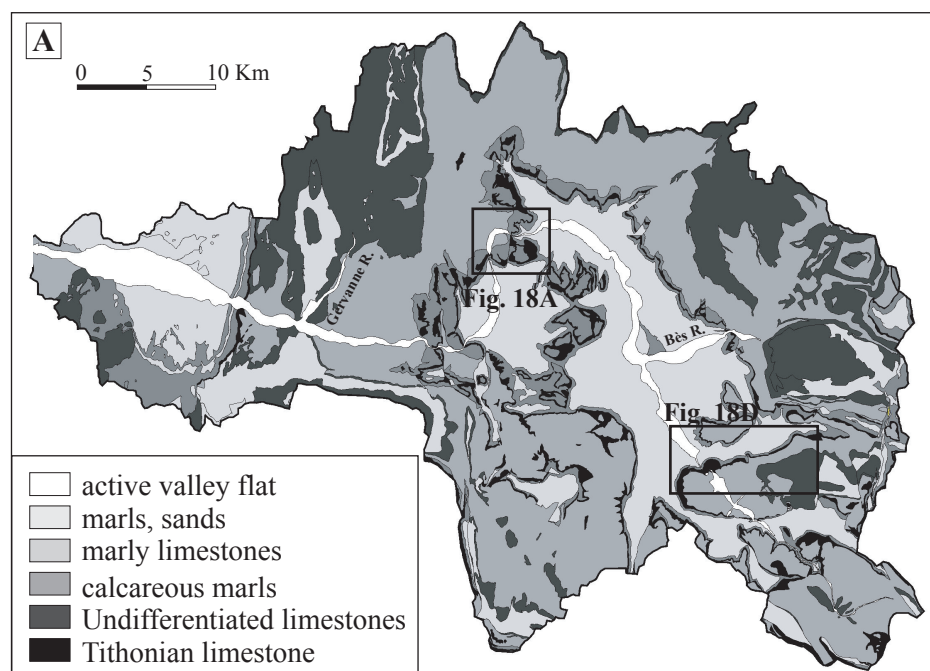 A
0 5 10 Km
Gervanne R.
Fig. 18A
Bès R.
Fig. 18D
active valley flat
marls, sands
marly limestones
calcareous marls
Undifferentiated limestones
Tithonian limestone